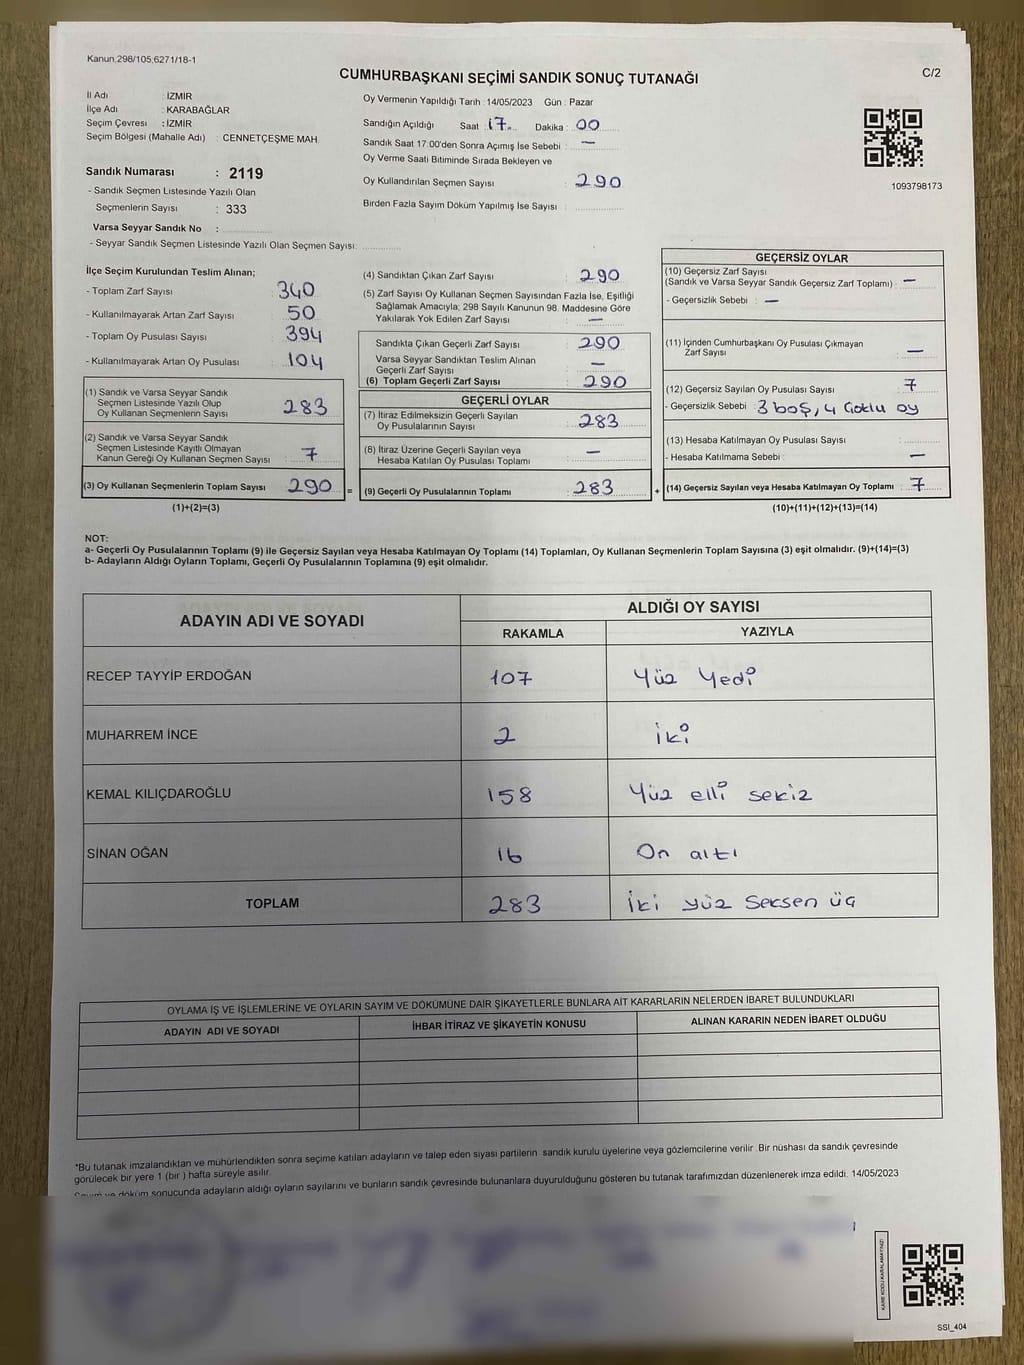 Kanun,298/105,6271/18-1
CUMHURBAŞKANI SEÇİMİ SANDIK SONUÇ TUTANAĞI
C/2
İl Adı : İZMİR
İlçe Adı : KARABAĞLAR
Seçim Çevresi : İZMİR
Seçim Bölgesi (Mahalle Adı) : CENNETÇEŞME MAH.
Sandık Numarası : 2119
- Sandık Seçmen Listesinde Yazılı Olan
Seçmenlerin Sayısı : 333
Varsa Seyyar Sandık No :
- Seyyar Sandık Seçmen Listesinde Yazılı Olan Seçmen Sayısı:
Oy Vermenin Yapıldığı Tarih : 14/05/2023 Gün : Pazar
Sandığın Açıldığı Saat : 17 Dakika : 00
Sandık Saat 17:00'den Sonra Açımış İse Sebebi : —
Oy Verme Saati Bitiminde Sırada Bekleyen ve
Oy Kullandırılan Seçmen Sayısı : 290
Birden Fazla Sayım Döküm Yapılmış İse Sayısı :
1093798173
İlçe Seçim Kurulundan Teslim Alınan;
- Toplam Zarf Sayısı : 340
- Kullanılmayarak Artan Zarf Sayısı : 50
- Toplam Oy Pusulası Sayısı : 394
- Kullanılmayarak Artan Oy Pusulası : 104
(1) Sandık ve Varsa Seyyar Sandık
Seçmen Listesinde Yazılı Olup
Oy Kullanan Seçmenlerin Sayısı : 283
(2) Sandık ve Varsa Seyyar Sandık
Seçmen Listesinde Kayıtlı Olmayan
Kanun Gereği Oy Kullanan Seçmen Sayısı : 7
(3) Oy Kullanan Seçmenlerin Toplam Sayısı : 290 =
(1)+(2)=(3)
(4) Sandıktan Çıkan Zarf Sayısı : 290
(5) Zarf Sayısı Oy Kullanan Seçmen Sayısından Fazla İse, Eşitliği
Sağlamak Amacıyla; 298 Sayılı Kanunun 98. Maddesine Göre
Yakılarak Yok Edilen Zarf Sayısı : —
Sandıkta Çıkan Geçerli Zarf Sayısı : 290
Varsa Seyyar Sandıktan Teslim Alınan
Geçerli Zarf Sayısı : —
(6) Toplam Geçerli Zarf Sayısı : 290
GEÇERLİ OYLAR
(7) İtiraz Edilmeksizin Geçerli Sayılan
Oy Pusulalarının Sayısı : 283
(8) İtiraz Üzerine Geçerli Sayılan veya
Hesaba Katılan Oy Pusulası Toplamı : —
(9) Geçerli Oy Pusulalarının Toplamı : 283 +
GEÇERSİZ OYLAR
(10) Geçersiz Zarf Sayısı
(Sandık ve Varsa Seyyar Sandık Geçersiz Zarf Toplamı) : —
- Geçersizlik Sebebi : —
(11) İçinden Cumhurbaşkanı Oy Pusulası Çıkmayan
Zarf Sayısı : —
(12) Geçersiz Sayılan Oy Pusulası Sayısı : 7
- Geçersizlik Sebebi : 3 boş, 4 Çoklu oy
(13) Hesaba Katılmayan Oy Pusulası Sayısı :
- Hesaba Katılmama Sebebi : —
(14) Geçersiz Sayılan veya Hesaba Katılmayan Oy Toplamı : 7
(10)+(11)+(12)+(13)=(14)
NOT:
a- Geçerli Oy Pusulalarının Toplamı (9) ile Geçersiz Sayılan veya Hesaba Katılmayan Oy Toplamı (14) Toplamları, Oy Kullanan Seçmenlerin Toplam Sayısına (3) eşit olmalıdır. (9)+(14)=(3)
b- Adayların Aldığı Oyların Toplamı, Geçerli Oy Pusulalarının Toplamına (9) eşit olmalıdır.
ADAYIN ADI VE SOYADI
ALDIĞI OY SAYISI
RAKAMLA YAZIYLA
RECEP TAYYİP ERDOĞAN 107 Yüz Yedi
MUHARREM İNCE 2 İki
KEMAL KILIÇDAROĞLU 158 Yüz elli sekiz
SİNAN OĞAN 16 On altı
TOPLAM 283 İki yüz Seksen üç
OYLAMA İŞ VE İŞLEMLERİNE VE OYLARIN SAYIM VE DÖKÜMÜNE DAİR ŞİKAYETLERLE BUNLARA AİT KARARLARIN NELERDEN İBARET BULUNDUKLARI
ADAYIN ADI VE SOYADI İHBAR İTİRAZ VE ŞİKAYETİN KONUSU ALINAN KARARIN NEDEN İBARET OLDUĞU
*Bu tutanak imzalandıktan ve mühürlendikten sonra seçime katılan adayların ve talep eden siyasi partilerin sandık kurulu üyelerine veya gözlemcilerine verilir. Bir nüshası da sandık çevresinde
görülecek bir yere 1 (bir ) hafta süreyle asılır.
Sayım ve döküm sonucunda adayların aldığı oyların sayılarını ve bunların sandık çevresinde bulunanlara duyurulduğunu gösteren bu tutanak tarafımızdan düzenlenerek imza edildi. 14/05/2023
KARE KODU KARALAMAYINIZ!
SSI_404